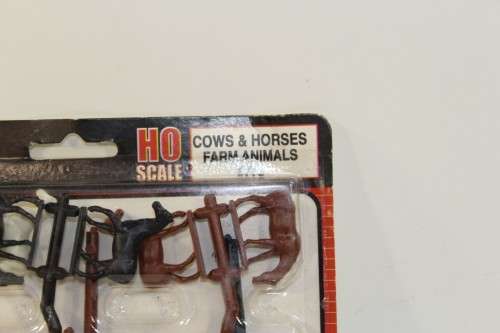 HO
SCALE
COWS & HORSES
FARM ANIMALS